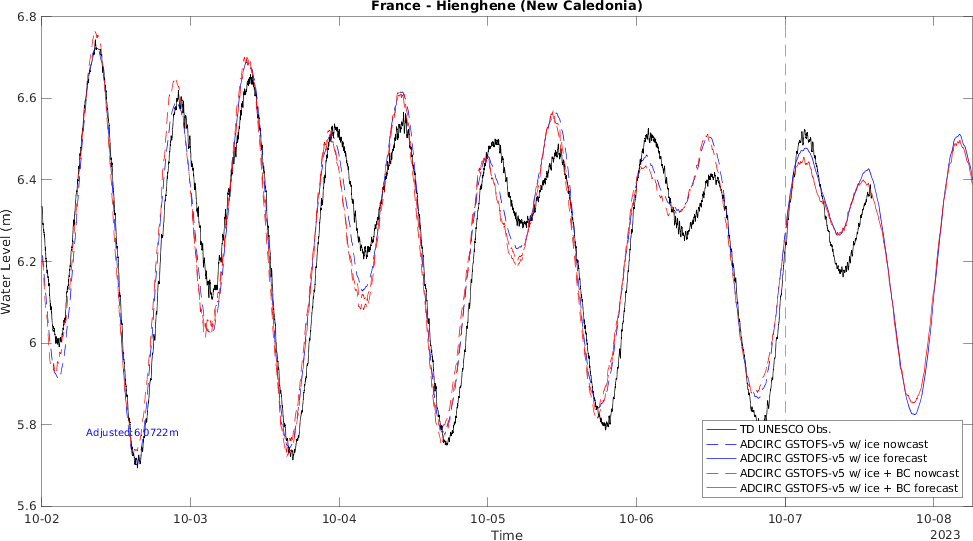 France - Hienghene (New Caledonia)
6.8
6.6
6.4
6.2
6
5.8
5.6
Water Level (m)
Adjusted:6.0722m
TD UNESCO Obs.
ADCIRC GSTOFS-v5 w/ ice nowcast
ADCIRC GSTOFS-v5 w/ ice forecast
ADCIRC GSTOFS-v5 w/ ice + BC nowcast
ADCIRC GSTOFS-v5 w/ ice + BC forecast
10-02 10-03 10-04 10-05 10-06 10-07 10-08
Time
2023